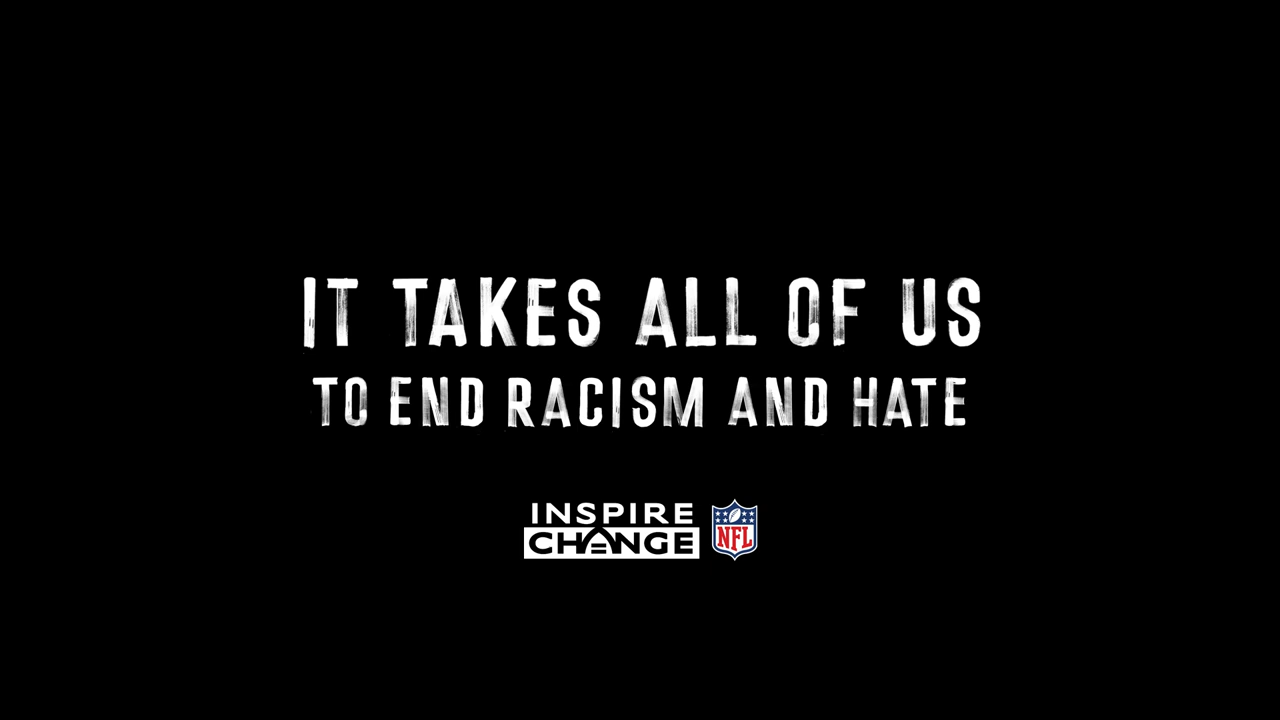 IT TAKES ALL OF US
TO END RACISM AND HATE
INSPIRE
CHANGE
NFL